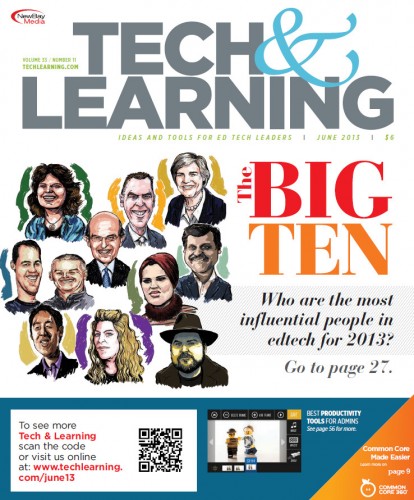 NewBay
Media
VOLUME 33 / NUMBER 11
TECHLEARNING.COM
TECH&
LEARNING
IDEAS AND TOOLS FOR ED TECH LEADERS | JUNE 2013 | $6
The BIG
TEN
Who are the most
influential people in
edtech for 2013?
Go to page 27.
To see more
Tech & Learning
scan the code
or visit us online
at: www.techlearning.
com/june13
BEST PRODUCTIVITY
TOOLS FOR ADMINS
See page 56 for more.
Common Core
Made Easier
Learn more on
page 9
COMMON
CORE 360